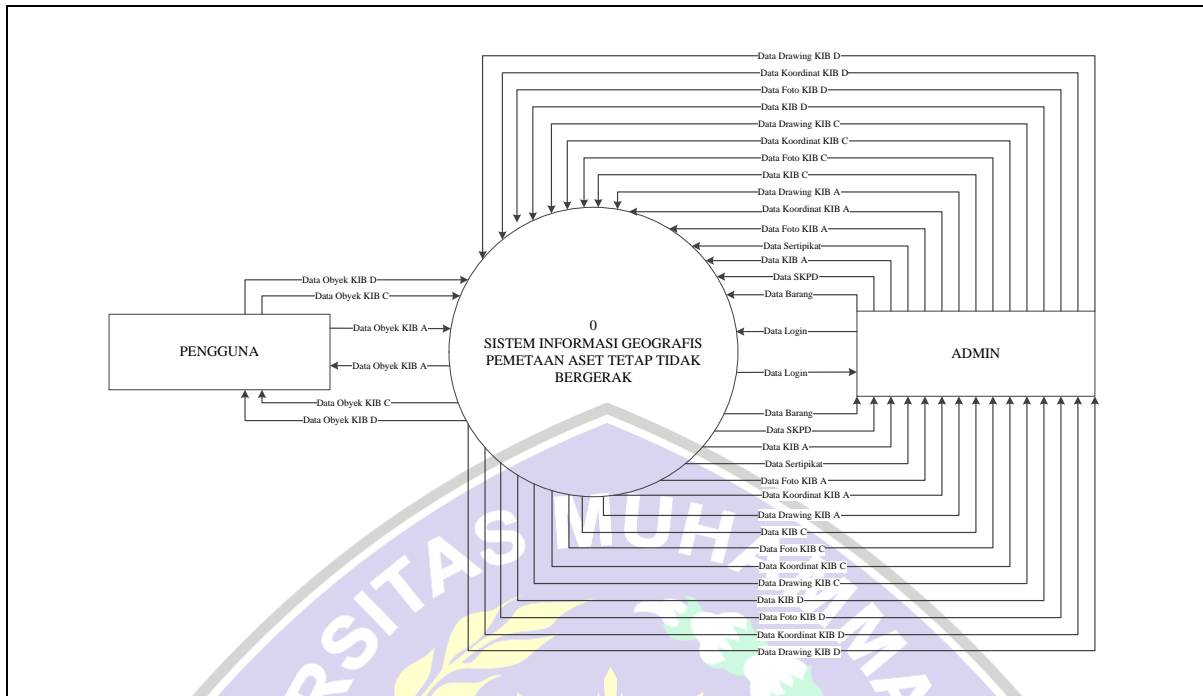 Data Drawing KIB D
Data Koordinat KIB D
Data Foto KIB D
Data KIB D
Data Drawing KIB C
Data Koordinat KIB C
Data Foto KIB C
Data KIB C
Data Drawing KIB A
Data Koordinat KIB A
Data Foto KIB A
Data Sertipikat
Data KIB A
Data SKPD
Data Barang
Data Login
Data Obyek KIB D
Data Obyek KIB C
Data Obyek KIB A
PENGGUNA
Data Obyek KIB A
Data Obyek KIB C
Data Obyek KIB D
0
SISTEM INFORMASI GEOGRAFIS
PEMETAAN ASET TETAP TIDAK
BERGERAK
ADMIN
Data Login
Data Barang
Data SKPD
Data KIB A
Data Sertipikat
Data Foto KIB A
Data Koordinat KIB A
Data Drawing KIB A
Data KIB C
Data Foto KIB C
Data Koordinat KIB C
Data Drawing KIB C
Data KIB D
Data Foto KIB D
Data Koordinat KIB D
Data Drawing KIB D